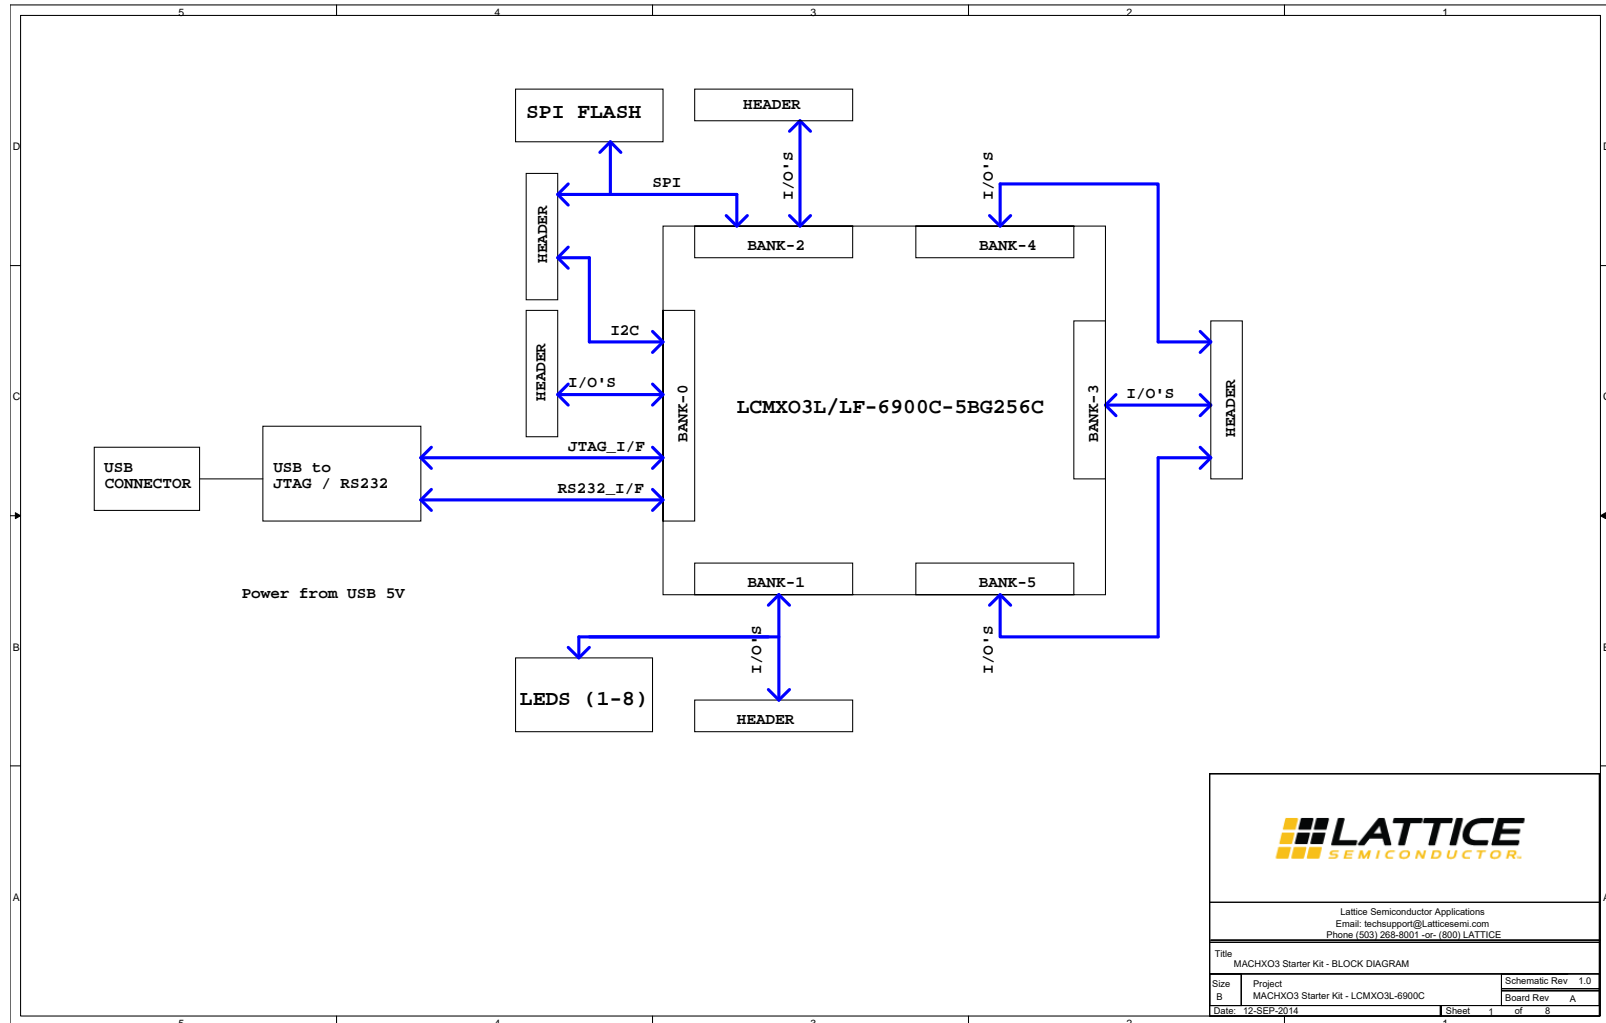 5 4 3 2 1
D D
C C
B B
A A
SPI FLASH
HEADER
I/O'S
I/O'S
SPI
HEADER
BANK-2
BANK-4
I2C
HEADER
I/O'S
BANK-0
LCMXO3L/LF-6900C-5BG256C
BANK-3
I/O'S
HEADER
JTAG_I/F
USB
CONNECTOR
USB to
JTAG / RS232
RS232_I/F
Power from USB 5V
BANK-1
BANK-5
I/O'S
I/O'S
LEDS (1-8)
HEADER
LATTICE
SEMICONDUCTOR.
Lattice Semiconductor Applications
Email: techsupport@Latticesemi.com
Phone (503) 268-8001 -or- (800) LATTICE
Title
MACHXO3 Starter Kit - BLOCK DIAGRAM
Size Project Schematic Rev 1.0
B MACHXO3 Starter Kit - LCMXO3L-6900C Board Rev A
Date: 12-SEP-2014 Sheet 1 of 8
5 4 3 2 1